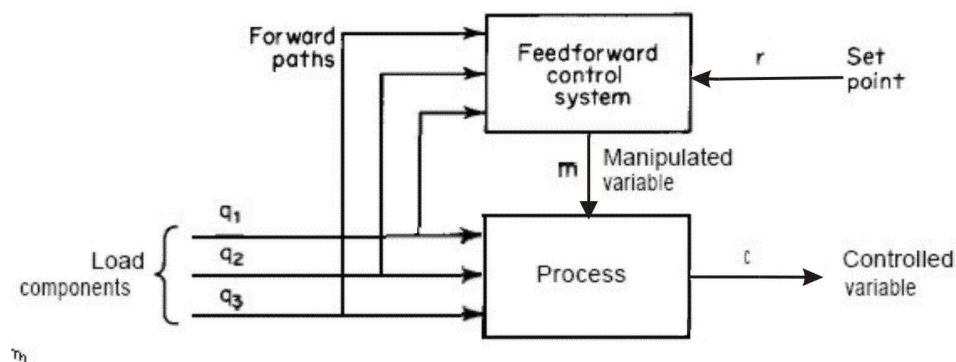 Forward
paths
Feedforward
control
system
r
Set
point
m
Manipulated
variable
Load
components
q1
q2
q3
Process
c
Controlled
variable